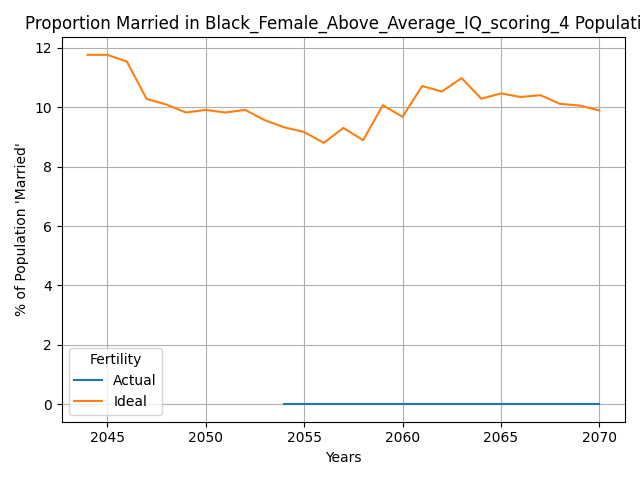 Proportion Married in Black_Female_Above_Average_IQ_scoring_4 Populati
12
10
8
6
4
2
0
% of Population 'Married'
Fertility
Actual
Ideal
2045 2050 2055 2060 2065 2070
Years